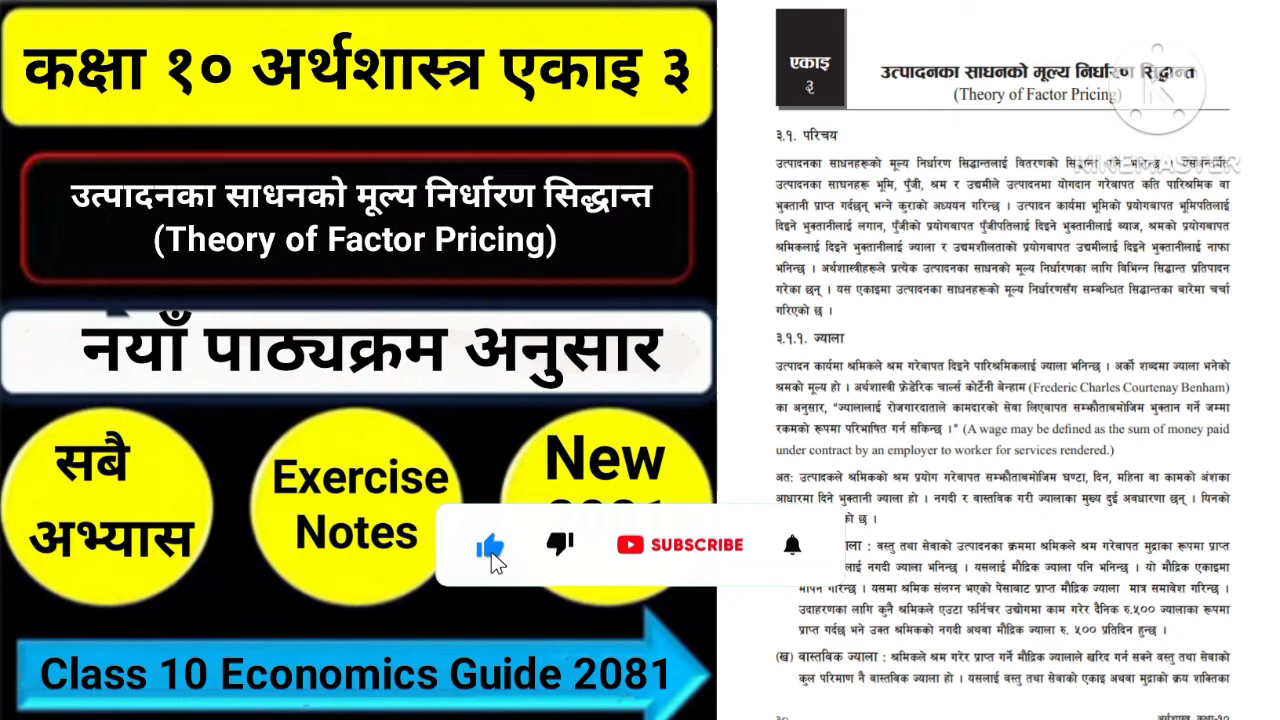 कक्षा १० अर्थशास्त्र एकाइ ३
उत्पादनका साधनको मूल्य निर्धारण सिद्धान्त
(Theory of Factor Pricing)
नयाँ पाठ्यक्रम अनुसार
सबै
अभ्यास
Exercise
Notes
New
SUBSCRIBE
Class 10 Economics Guide 2081
एकाइ
३
उत्पादनका साधनको मूल्य निर्धारण सिद्धान्त
(Theory of Factor Pricing)
KINEMASTER
३.१. परिचय
उत्पादनका साधनहरूको मूल्य निर्धारण सिद्धान्तलाई वितरणको सिद्धान्त पनि भनिन्छ ।
उत्पादनका साधनहरू भूमि, पुँजी, श्रम र उद्यमीले उत्पादनमा योगदान गरेबापत कति पारिश्रमिक वा
भुक्तानी प्राप्त गर्दछन् भन्ने कुराको अध्ययन गरिन्छ । उत्पादन कार्यमा भूमिको प्रयोगबापत भूमिपतिलाई
दिइने भुक्तानीलाई लगान, पुँजीको प्रयोगबापत पुँजीपतिलाई दिइने भुक्तानीलाई ब्याज, श्रमको प्रयोगबापत
श्रमिकलाई दिइने भुक्तानीलाई ज्याला र उद्यमशीलताको प्रयोगबापत उद्यमीलाई दिइने भुक्तानीलाई नाफा
भनिन्छ । अर्थशास्त्रीहरूले प्रत्येक उत्पादनका साधनको मूल्य निर्धारणका लागि विभिन्न सिद्धान्त प्रतिपादन
गरेका छन् । यस एकाइमा उत्पादनका साधनहरूको मूल्य निर्धारणसँग सम्बन्धित सिद्धान्तका बारेमा चर्चा
गरिएको छ ।
३.१.१. ज्याला
उत्पादन कार्यमा श्रमिकले श्रम गरेबापत दिइने पारिश्रमिकलाई ज्याला भनिन्छ । अर्को शब्दमा ज्याला भनेको
श्रमको मूल्य हो । अर्थशास्त्री फ्रेडेरिक चार्ल्स कोर्टेनी बेन्हाम (Frederic Charles Courtenay Benham)
का अनुसार, "ज्यालालाई रोजगारदाताले कामदारको सेवा लिएबापत सम्झौताबमोजिम भुक्तान गर्ने जम्मा
रकमको रूपमा परिभाषित गर्न सकिन्छ ।" (A wage may be defined as the sum of money paid
under contract by an employer to worker for services rendered.)
अत: उत्पादकले श्रमिकको श्रम प्रयोग गरेबापत सम्झौताबमोजिम घण्टा, दिन, महिना वा कामको अंशका
आधारमा दिने भुक्तानी ज्याला हो । नगदी र वास्तविक गरी ज्यालाका मुख्य दुई अवधारणा छन् । यिनको
को छ ।
ला : वस्तु तथा सेवाको उत्पादनका क्रममा श्रमिकले श्रम गरेबापत मुद्राका रूपमा प्राप्त
लाई नगदी ज्याला भनिन्छ । यसलाई मौद्रिक ज्याला पनि भनिन्छ । यो मौद्रिक एकाइमा
मापन गरिन्छ । यसमा श्रमिक संलग्न भएको पेसाबाट प्राप्त मौद्रिक ज्याला मात्र समावेश गरिन्छ ।
उदाहरणका लागि कुनै श्रमिकले एउटा फर्निचर उद्योगमा काम गरेर दैनिक रु.५०० ज्यालाका रूपमा
प्राप्त गर्दछ भने उक्त श्रमिकको नगदी अथवा मौद्रिक ज्याला रु. ५०० प्रतिदिन हुन्छ ।
(ख) वास्तविक ज्याला : श्रमिकले श्रम गरेर प्राप्त गर्ने मौद्रिक ज्यालाले खरिद गर्न सक्ने वस्तु तथा सेवाको
कुल परिमाण नै वास्तविक ज्याला हो । यसलाई वस्तु तथा सेवाको एकाइ अथवा मुद्राको क्रय शक्तिका